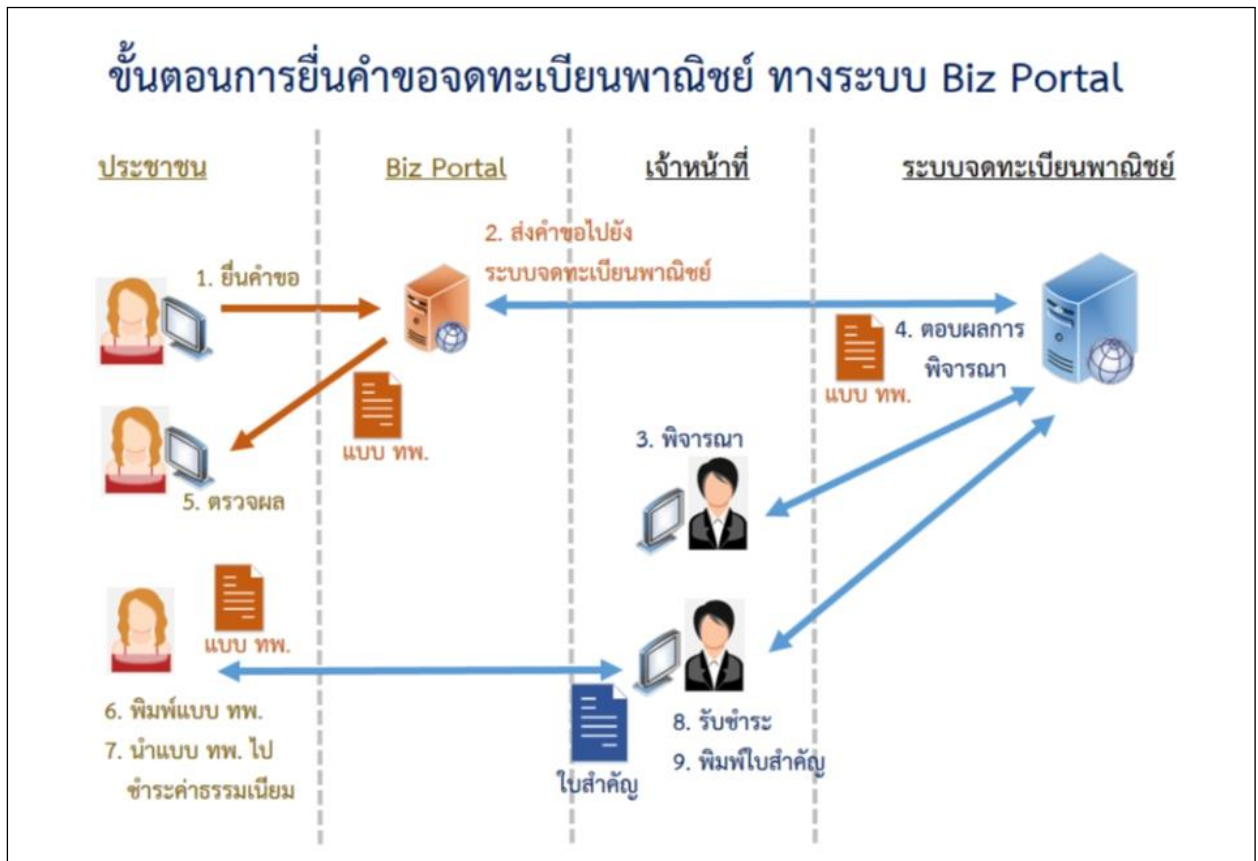 ขั้นตอนการยื่นคำขอจดทะเบียนพาณิชย์ ทางระบบ Biz Portal
ประชาชน
Biz Portal
เจ้าหน้าที่
ระบบจดทะเบียนพาณิชย์
1. ยื่นคำขอ
2. ส่งคำขอไปยัง
ระบบจดทะเบียนพาณิชย์
4. ตอบผลการ
พิจารณา
แบบ ทพ.
แบบ ทพ.
3. พิจารณา
5. ตรวจผล
แบบ ทพ.
6. พิมพ์แบบ ทพ.
7. นำแบบ ทพ. ไป
ชำระค่าธรรมเนียม
ใบสำคัญ
8. รับชำระ
9. พิมพ์ใบสำคัญ